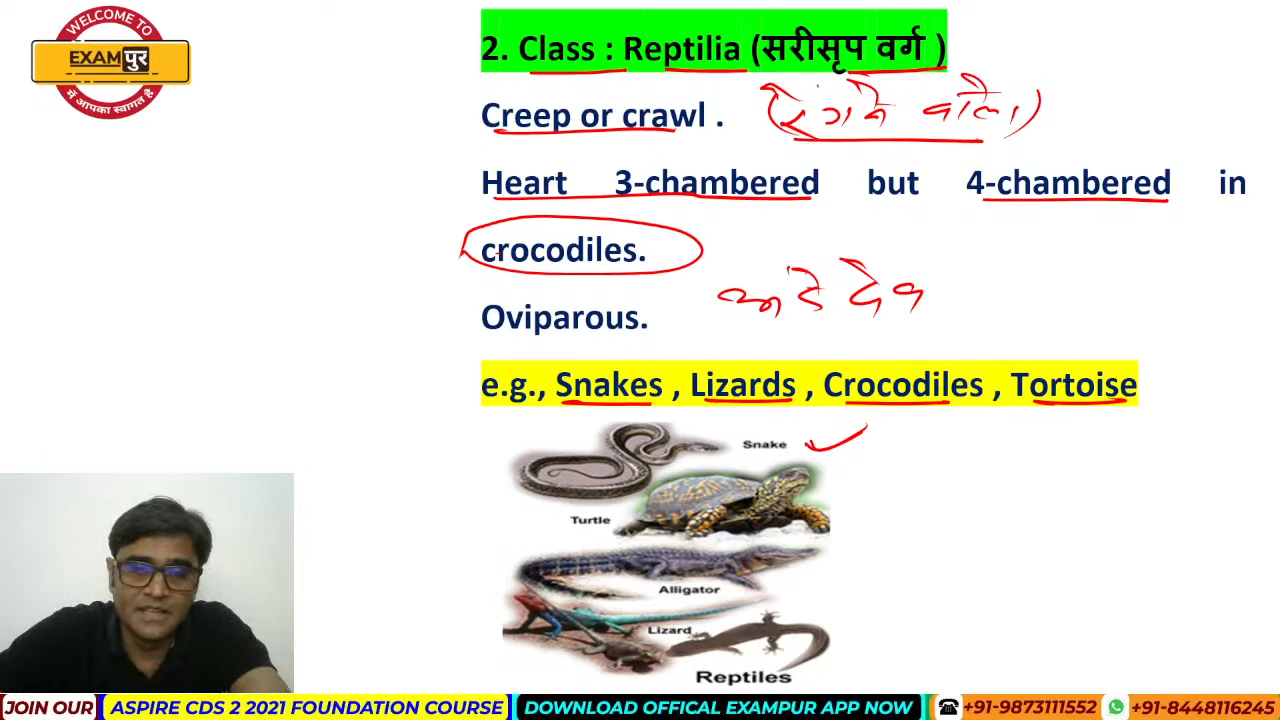 WELCOME TO
EXAMपुर
में आपका स्वागत है
2. Class : Reptilia (सरीसृप वर्ग )
Creep or crawl . (रेंगने वाला)
Heart 3-chambered but 4-chambered in
crocodiles.
Oviparous.
e.g., Snakes , Lizards , Crocodiles , Tortoise
Snake
Turtle
Alligator
Lizard
Reptiles
JOIN OUR ASPIRE CDS 2 2021 FOUNDATION COURSE DOWNLOAD OFFICAL EXAMPUR APP NOW +91-9873111552 +91-8448116245